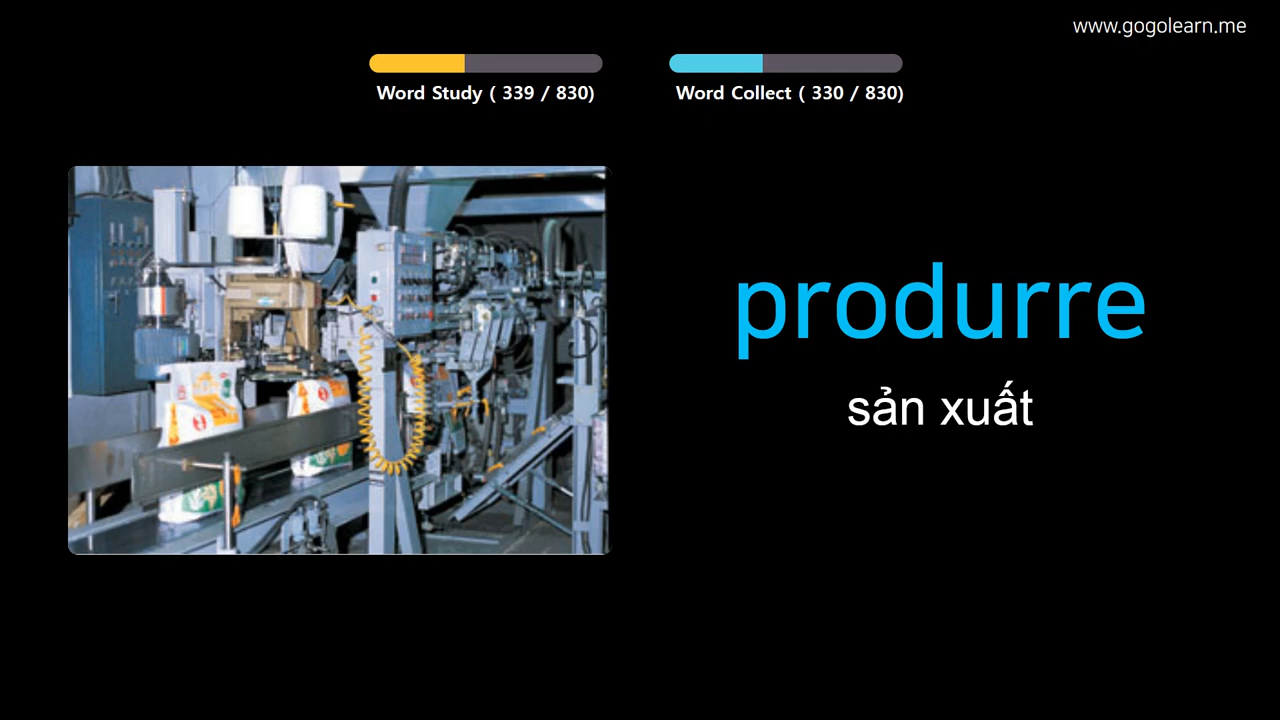 www.gogolearn.me
Word Study ( 339 / 830)
Word Collect ( 330 / 830)
produrre
sản xuất